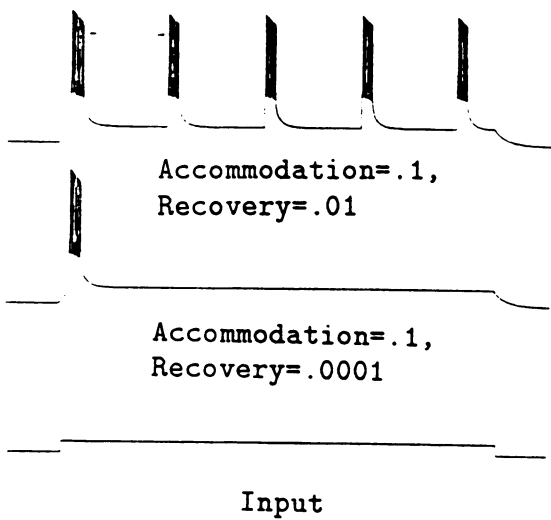 Accommodation=.1,
Recovery=.01
Accommodation=.1,
Recovery=.0001
Input